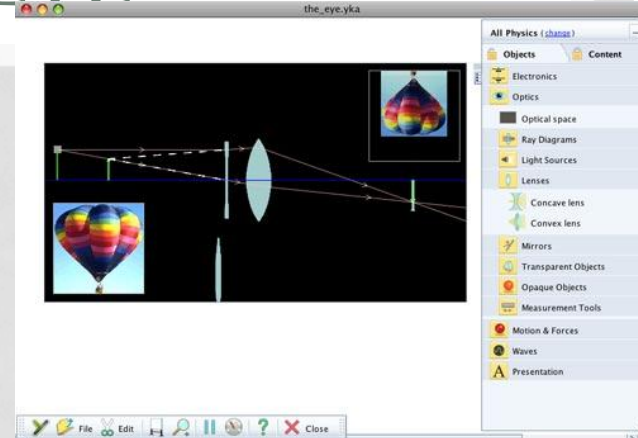 the_eye.yka
All Physics (change)
Objects Content
Electronics
Optics
Optical space
Ray Diagrams
Light Sources
Lenses
Concave lens
Convex lens
Mirrors
Transparent Objects
Opaque Objects
Measurement Tools
Motion & Forces
Waves
A Presentation
File Edit ? Close